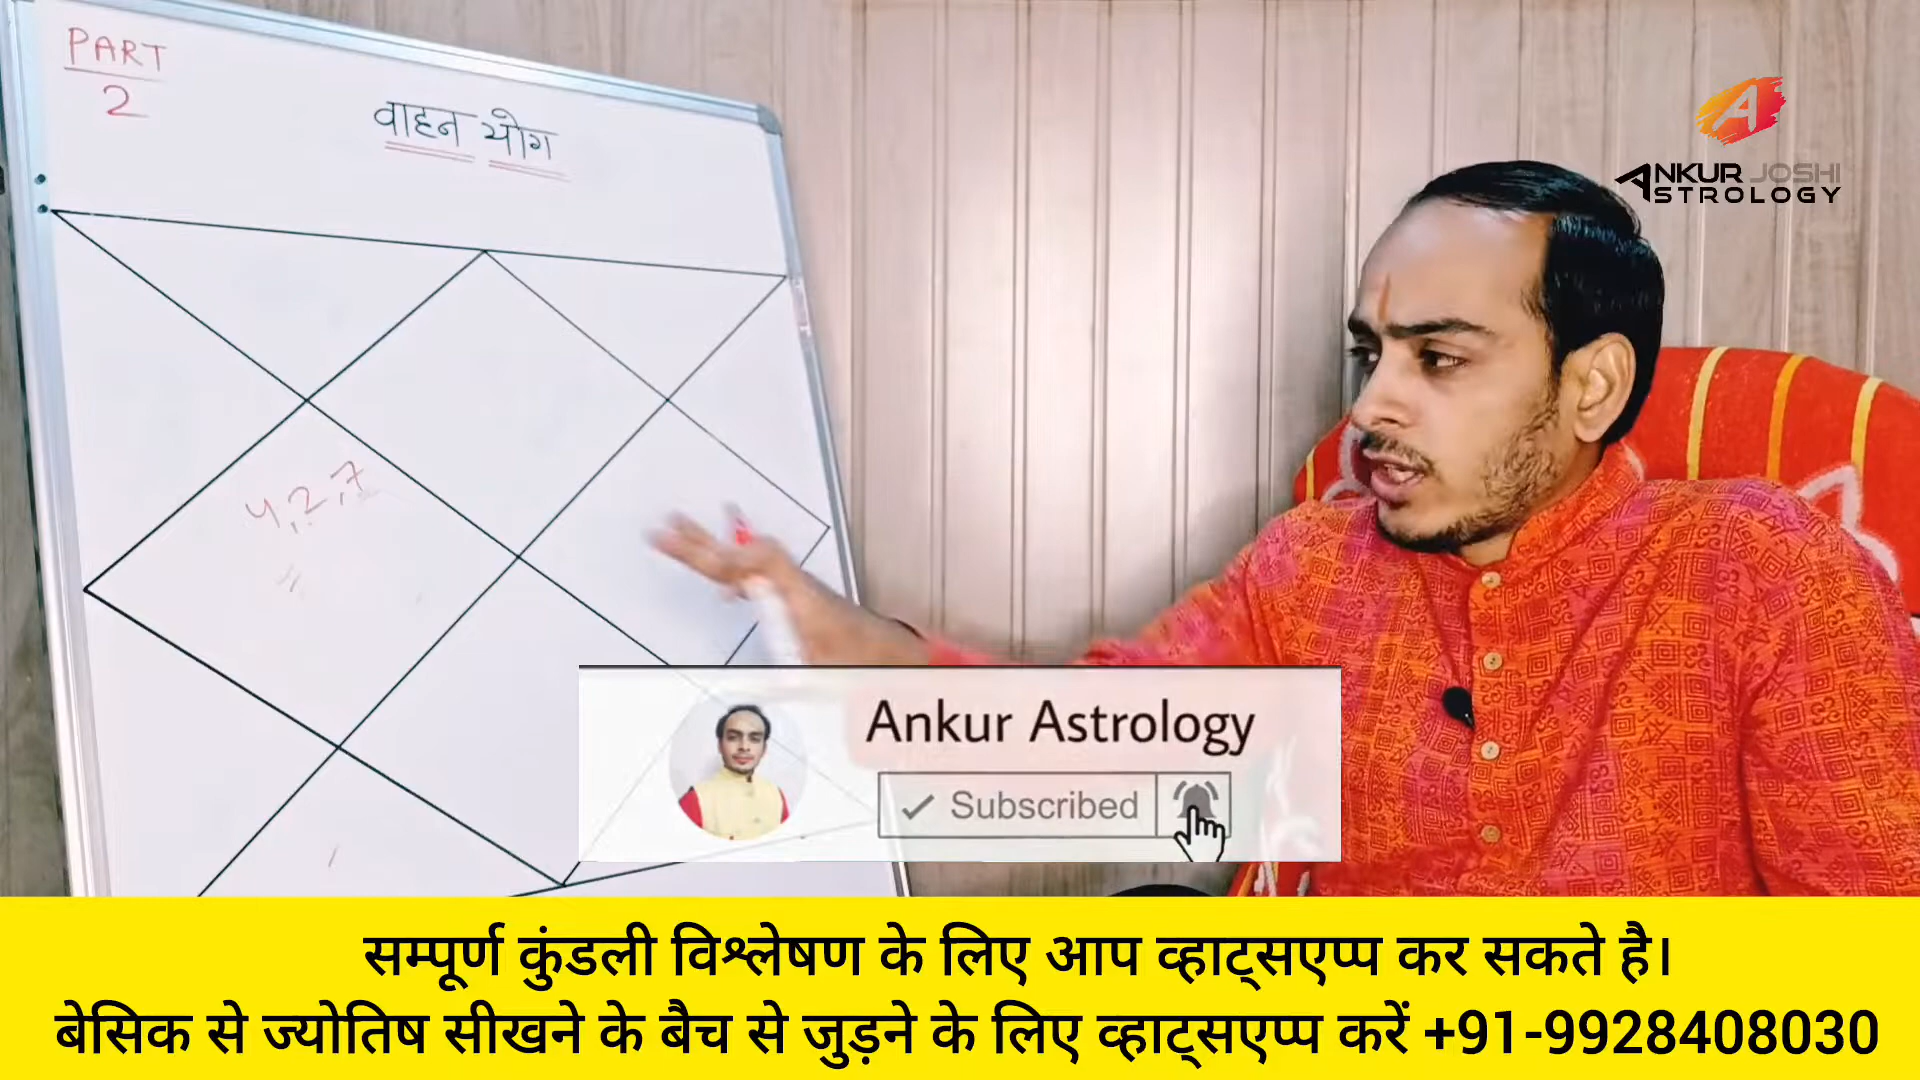 PART
2
वाहन योग
ANKUR JOSHI
ASTROLOGY
4, 2, 7
Ankur Astrology
Subscribed
सम्पूर्ण कुंडली विश्लेषण के लिए आप व्हाट्सएप्प कर सकते है।
बेसिक से ज्योतिष सीखने के बैच से जुड़ने के लिए व्हाट्सएप्प करें +91-9928408030